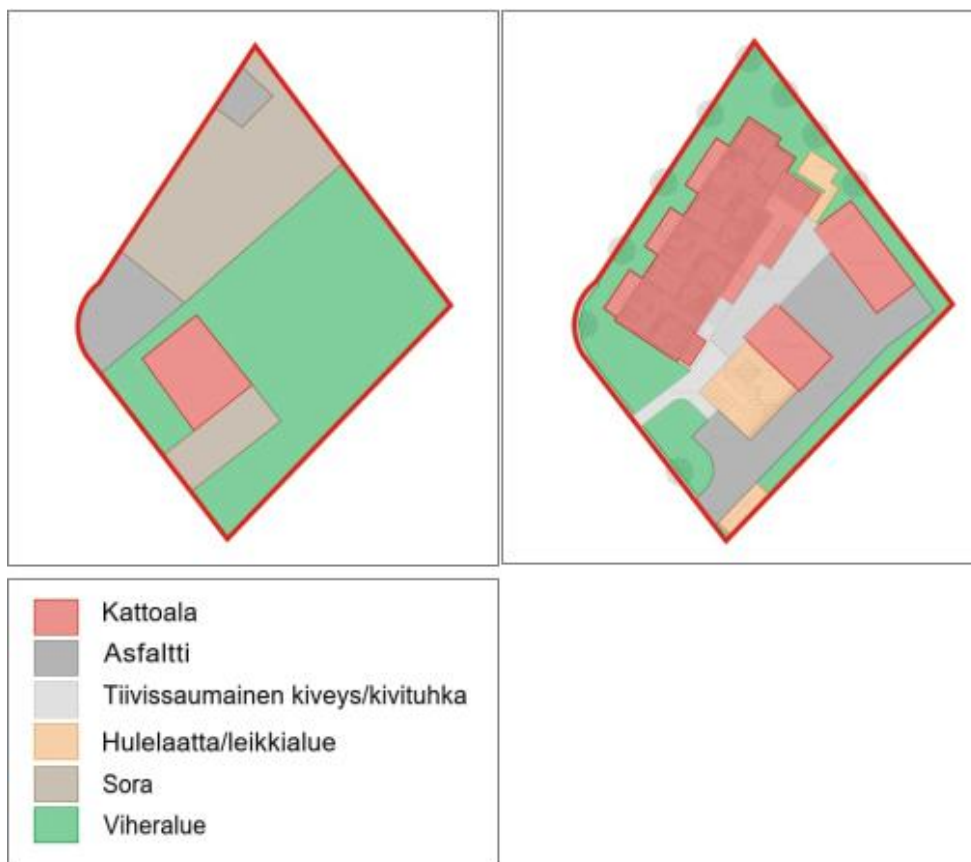 Kattoala
Asfaltti
Tiivissaumainen kiveys/kivituhka
Hulelaatta/leikkialue
Sora
Viheralue